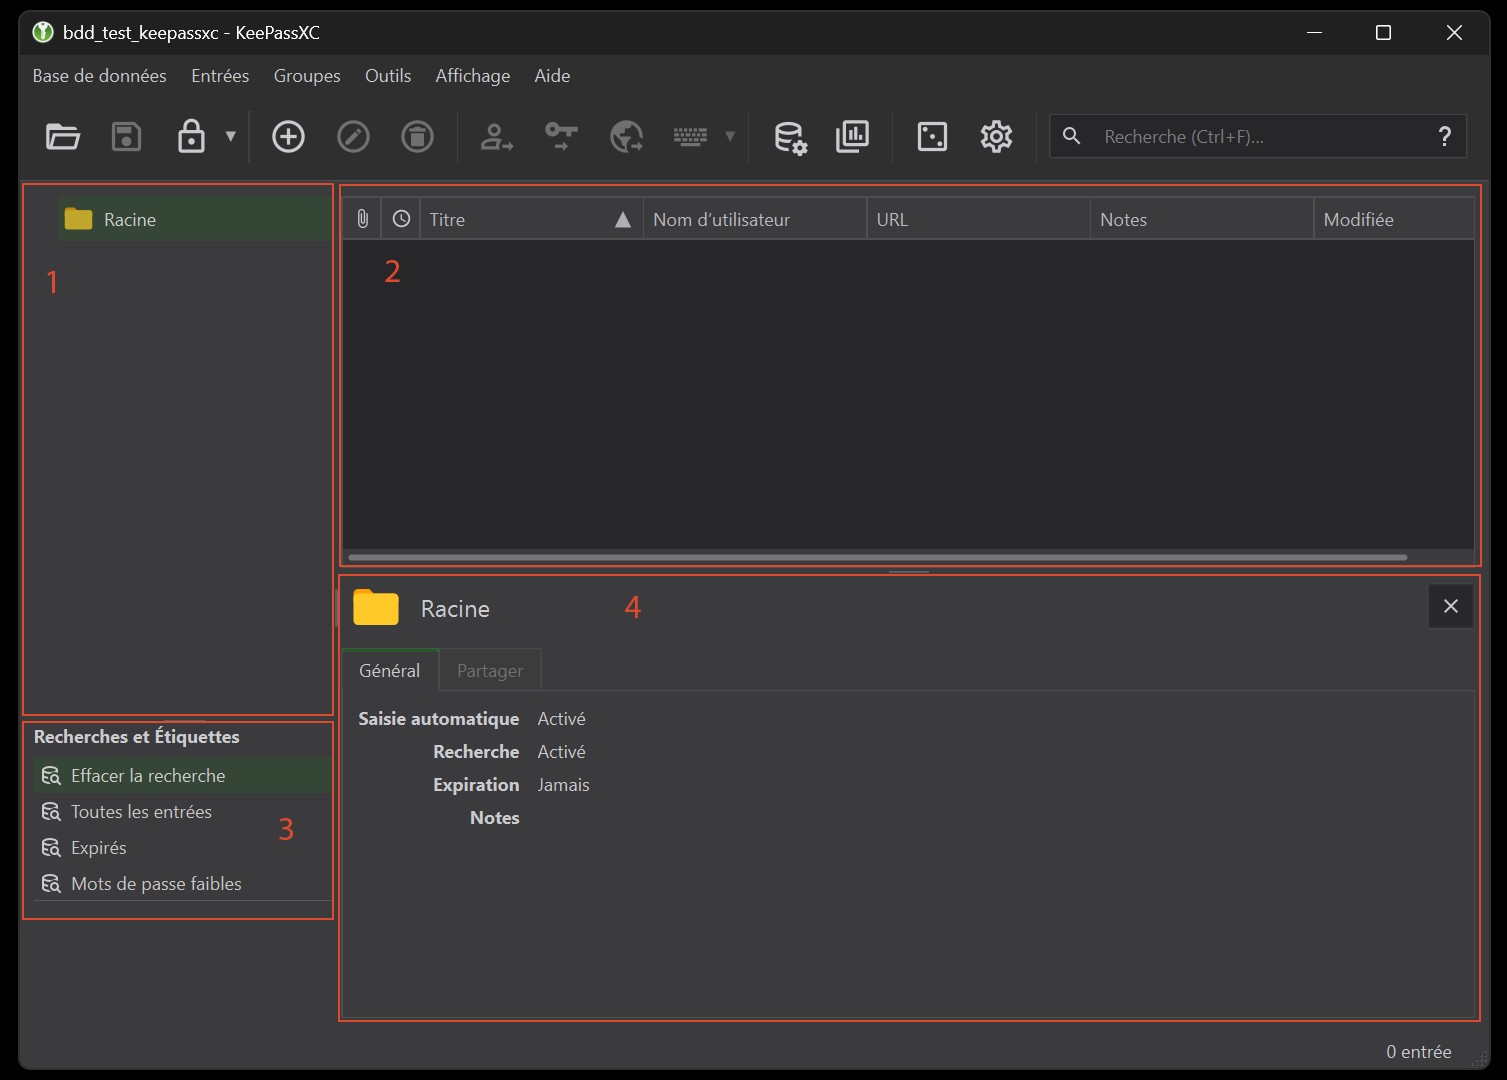 bdd_test_keepassxc - KeePassXC
Base de données Entrées Groupes Outils Affichage Aide
Recherche (Ctrl+F)... ?
Racine
1
Titre Nom d’utilisateur URL Notes Modifiée
2
Recherches et Étiquettes
Effacer la recherche
Toutes les entrées
Expirés
Mots de passe faibles
3
Racine
4
Général Partager
Saisie automatique Activé
Recherche Activé
Expiration Jamais
Notes
0 entrée